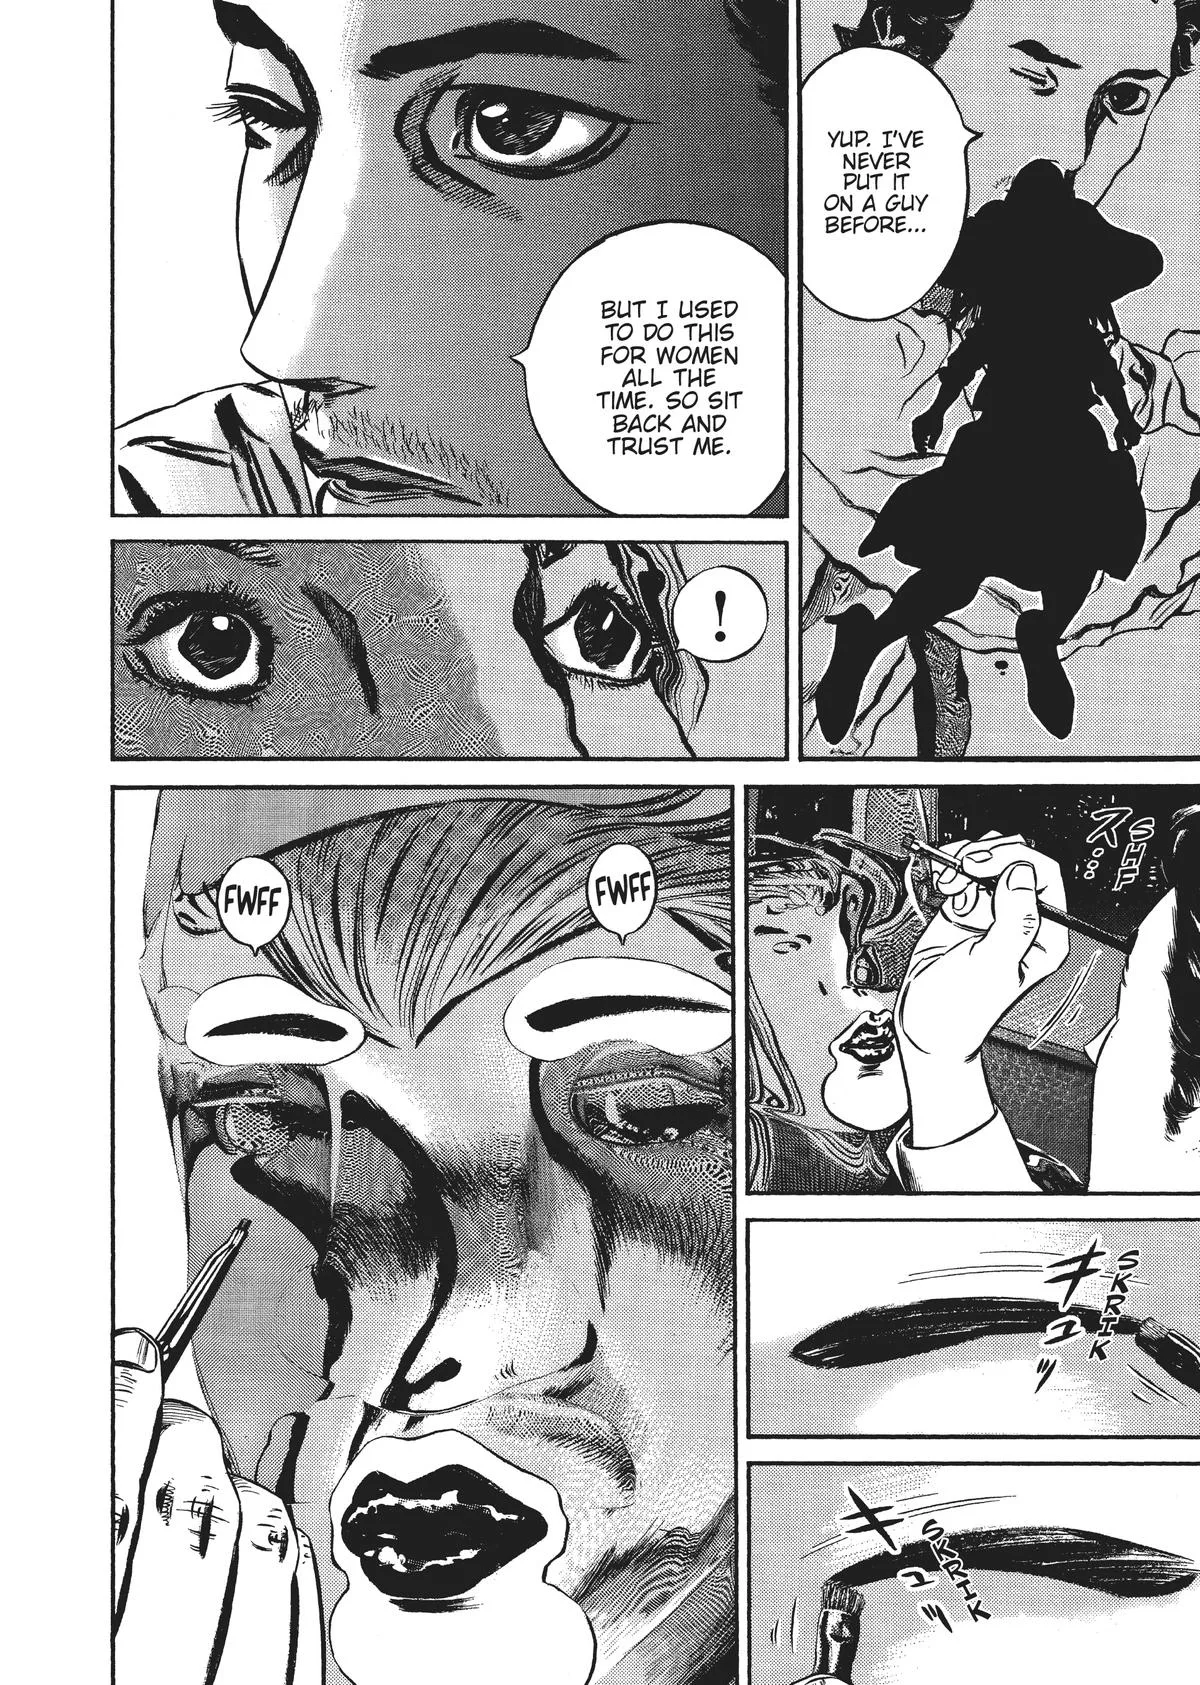 YUP. I'VE
NEVER
PUT IT
ON A GUY
BEFORE...
BUT I USED
TO DO THIS
FOR WOMEN
ALL THE
TIME. SO SIT
BACK AND
TRUST ME.
!
SHF
ス...
SKRIK
キュッ
SKRIK
キュッ
FWFF
FWFF